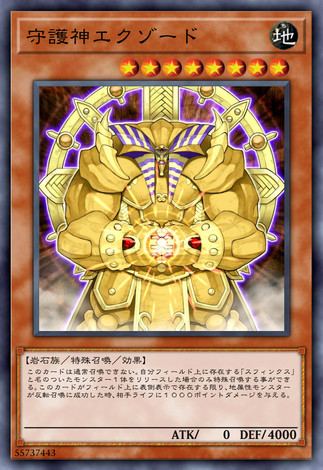 守護神エクゾード
地
【岩石族／特殊召喚／効果】
このカードは通常召喚できない。自分フィールド上に存在する「スフィンクス」
と名のついたモンスター１体をリリースした場合のみ特殊召喚する事ができ
る。このカードがフィールド上に表側表示で存在する限り、地属性モンスター
が反転召喚に成功した時、相手ライフに１０００ポイントダメージを与える。
ATK/ 0 DEF/4000
55737443